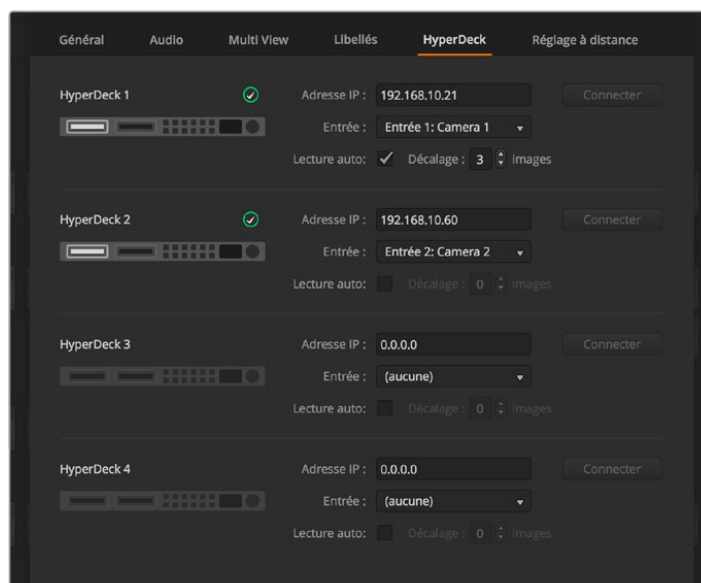 Général Audio Multi View Libellés HyperDeck Réglage à distance
HyperDeck 1 Adresse IP : 192.168.10.21 Connecter
Entrée : Entrée 1: Camera 1
Lecture auto: Décalage : 3 images
HyperDeck 2 Adresse IP : 192.168.10.60 Connecter
Entrée : Entrée 2: Camera 2
Lecture auto: Décalage : 0 images
HyperDeck 3 Adresse IP : 0.0.0.0 Connecter
Entrée : (aucune)
Lecture auto: Décalage : 0 images
HyperDeck 4 Adresse IP : 0.0.0.0 Connecter
Entrée : (aucune)
Lecture auto: Décalage : 0 images